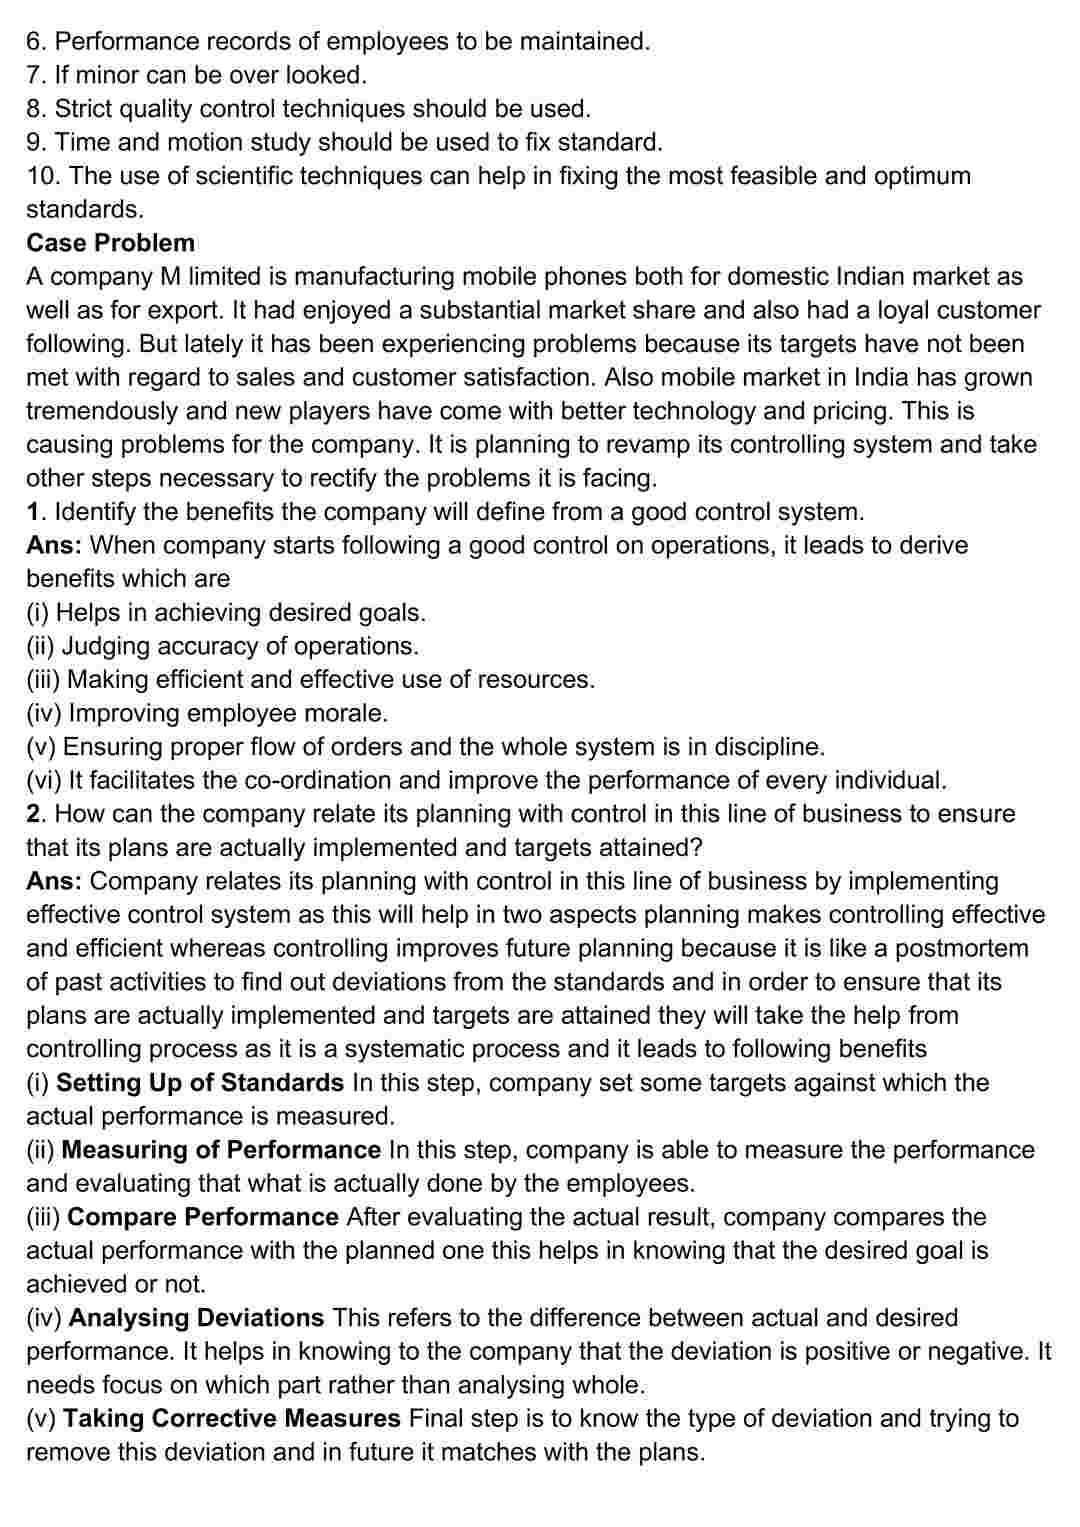 6. Performance records of employees to be maintained.
7. If minor can be over looked.
8. Strict quality control techniques should be used.
9. Time and motion study should be used to fix standard.
10. The use of scientific techniques can help in fixing the most feasible and optimum
standards.
Case Problem
A company M limited is manufacturing mobile phones both for domestic Indian market as
well as for export. It had enjoyed a substantial market share and also had a loyal customer
following. But lately it has been experiencing problems because its targets have not been
met with regard to sales and customer satisfaction. Also mobile market in India has grown
tremendously and new players have come with better technology and pricing. This is
causing problems for the company. It is planning to revamp its controlling system and take
other steps necessary to rectify the problems it is facing.
1. Identify the benefits the company will define from a good control system.
Ans: When company starts following a good control on operations, it leads to derive
benefits which are
(i) Helps in achieving desired goals.
(ii) Judging accuracy of operations.
(iii) Making efficient and effective use of resources.
(iv) Improving employee morale.
(v) Ensuring proper flow of orders and the whole system is in discipline.
(vi) It facilitates the co-ordination and improve the performance of every individual.
2. How can the company relate its planning with control in this line of business to ensure
that its plans are actually implemented and targets attained?
Ans: Company relates its planning with control in this line of business by implementing
effective control system as this will help in two aspects planning makes controlling effective
and efficient whereas controlling improves future planning because it is like a postmortem
of past activities to find out deviations from the standards and in order to ensure that its
plans are actually implemented and targets are attained they will take the help from
controlling process as it is a systematic process and it leads to following benefits
(i) Setting Up of Standards In this step, company set some targets against which the
actual performance is measured.
(ii) Measuring of Performance In this step, company is able to measure the performance
and evaluating that what is actually done by the employees.
(iii) Compare Performance After evaluating the actual result, company compares the
actual performance with the planned one this helps in knowing that the desired goal is
achieved or not.
(iv) Analysing Deviations This refers to the difference between actual and desired
performance. It helps in knowing to the company that the deviation is positive or negative. It
needs focus on which part rather than analysing whole.
(v) Taking Corrective Measures Final step is to know the type of deviation and trying to
remove this deviation and in future it matches with the plans.